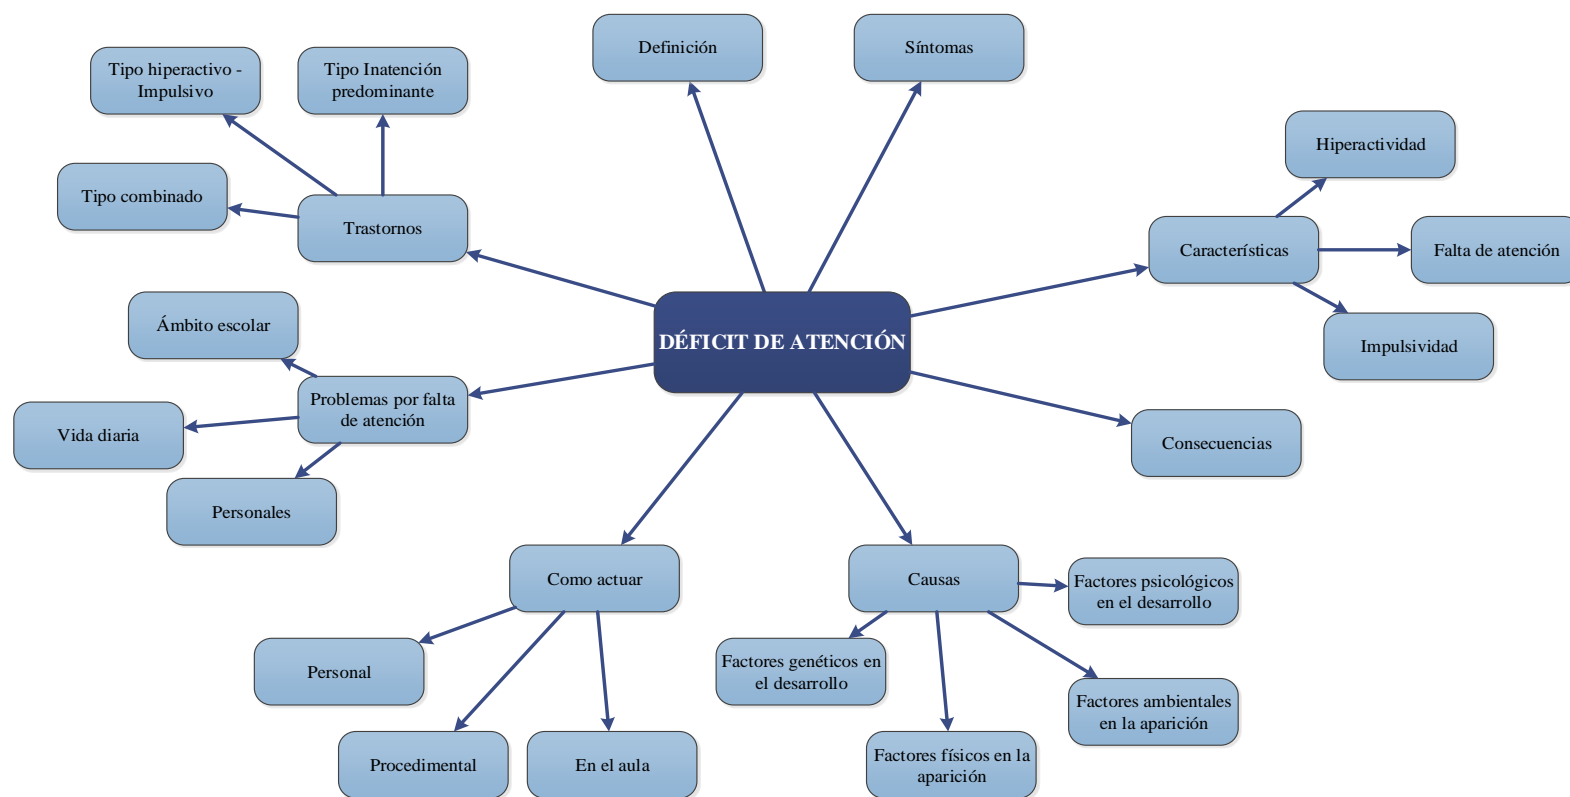 Definición
Síntomas
Tipo hiperactivo -
Impulsivo
Tipo Inatención
predominante
Tipo combinado
Trastornos
Hiperactividad
Características
Falta de atención
Impulsividad
DÉFICIT DE ATENCIÓN
Ámbito escolar
Problemas por falta
de atención
Vida diaria
Personales
Consecuencias
Como actuar
Personal
Procedimental
En el aula
Causas
Factores psicológicos
en el desarrollo
Factores genéticos en
el desarrollo
Factores ambientales
en la aparición
Factores físicos en la
aparición